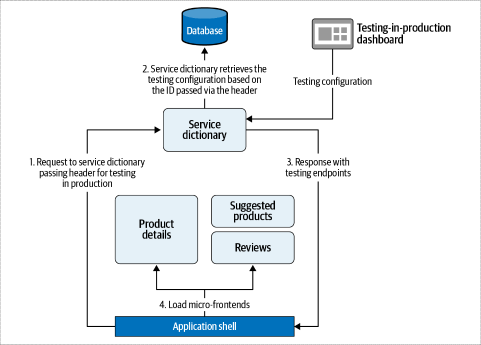 Database
Testing-in-production
dashboard
2. Service dictionary retrieves the
testing configuration based on
the ID passed via the header
Testing configuration
Service
dictionary
1. Request to service dictionary
passing header for testing
in production
3. Response with
testing endpoints
Product
details
Suggested
products
Reviews
4. Load micro-frontends
Application shell